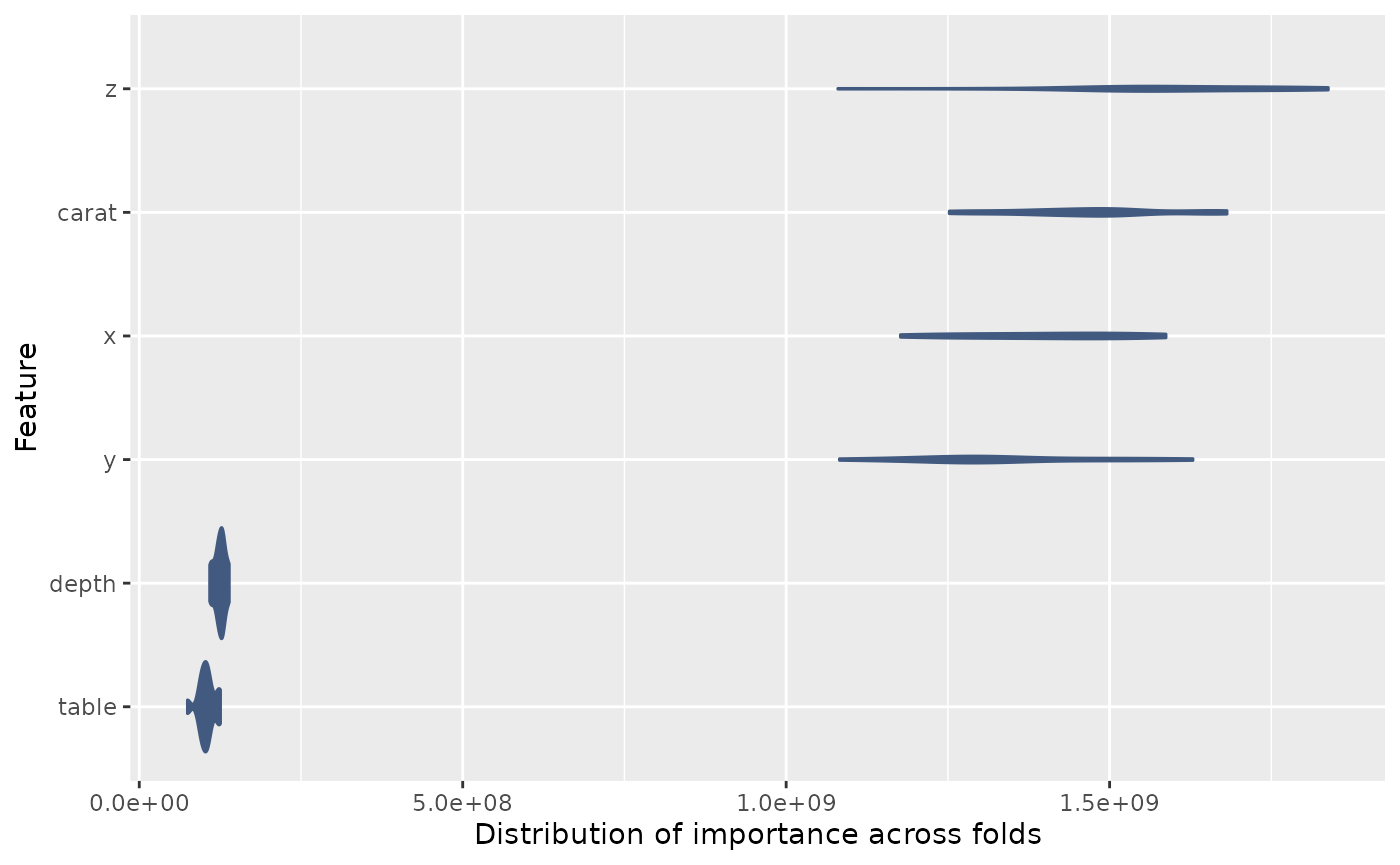 z
carat
x
Feature
y
depth
table
0.0e+00 5.0e+08 1.0e+09 1.5e+09
Distribution of importance across folds